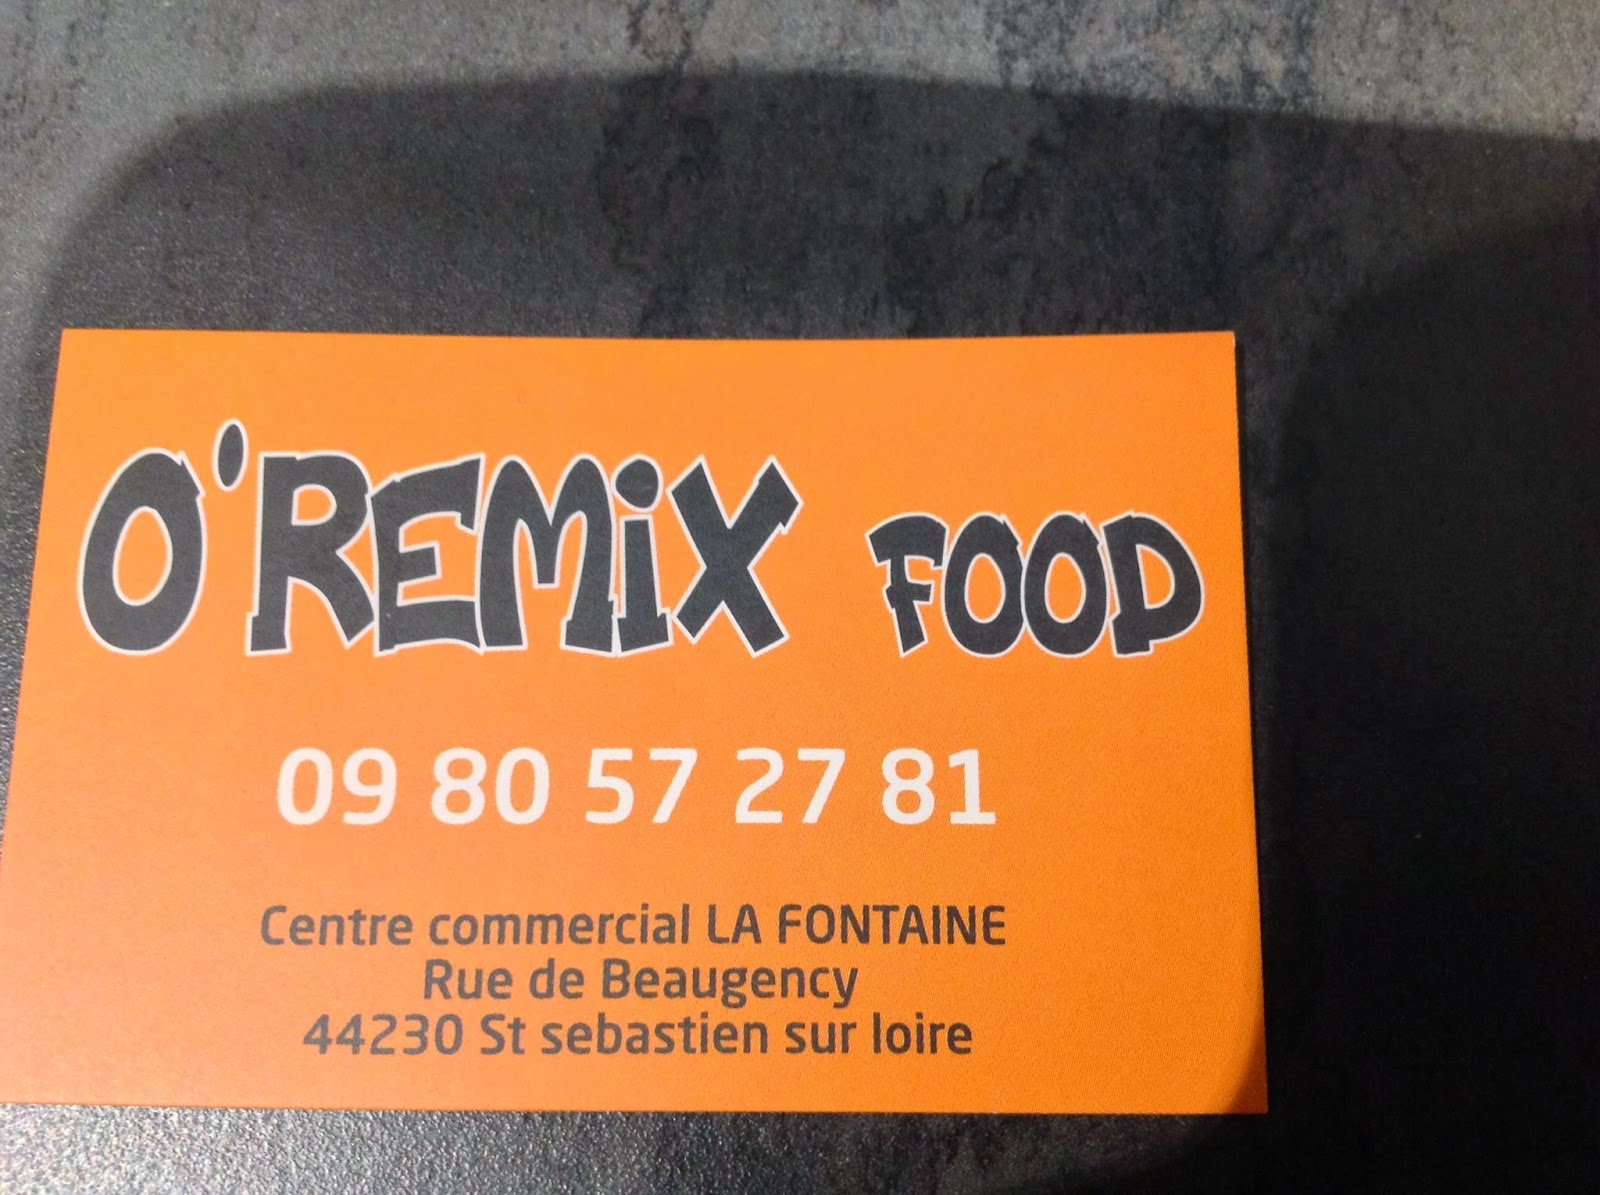 O'REMiX FOOD
09 80 57 27 81
Centre commercial LA FONTAINE
Rue de Beaugency
44230 St sebastien sur loire